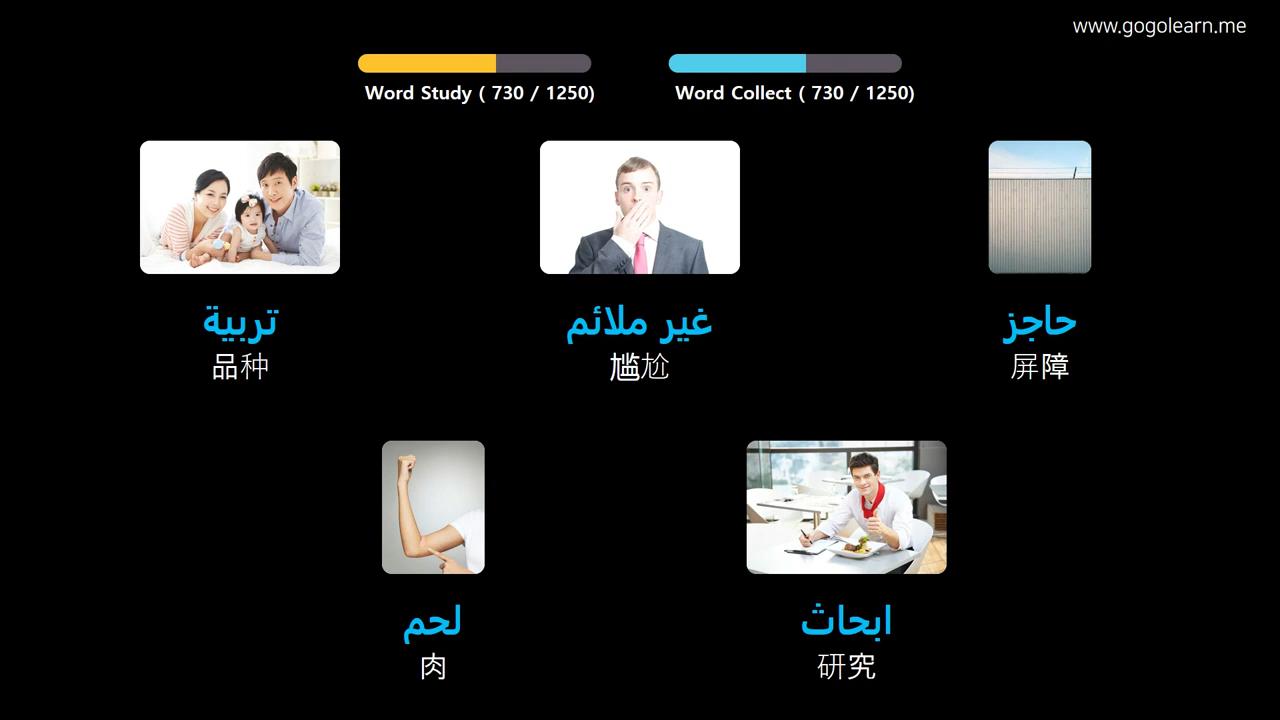 www.gogolearn.me
Word Study ( 730 / 1250)
Word Collect ( 730 / 1250)
تربية
品种
غير ملائم
尴尬
حاجز
屏障
لحم
肉
ابحاث
研究